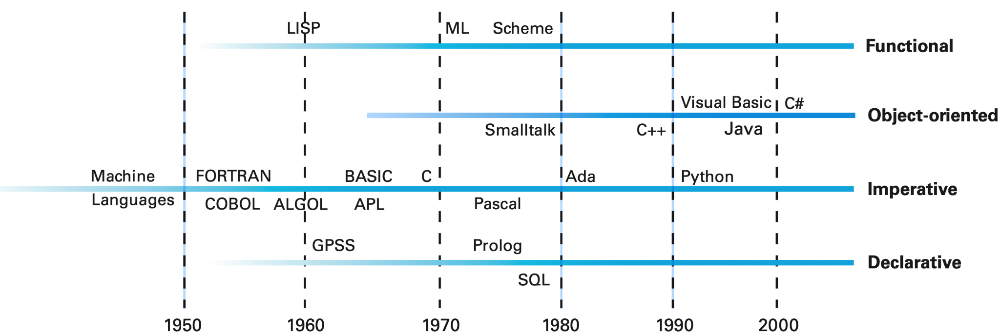 LISP ML Scheme
Functional
Visual Basic C#
Object-oriented
Smalltalk C++ Java
Machine FORTRAN BASIC C Ada Python
Imperative
Languages COBOL ALGOL APL Pascal
GPSS Prolog
Declarative
SQL
1950 1960 1970 1980 1990 2000